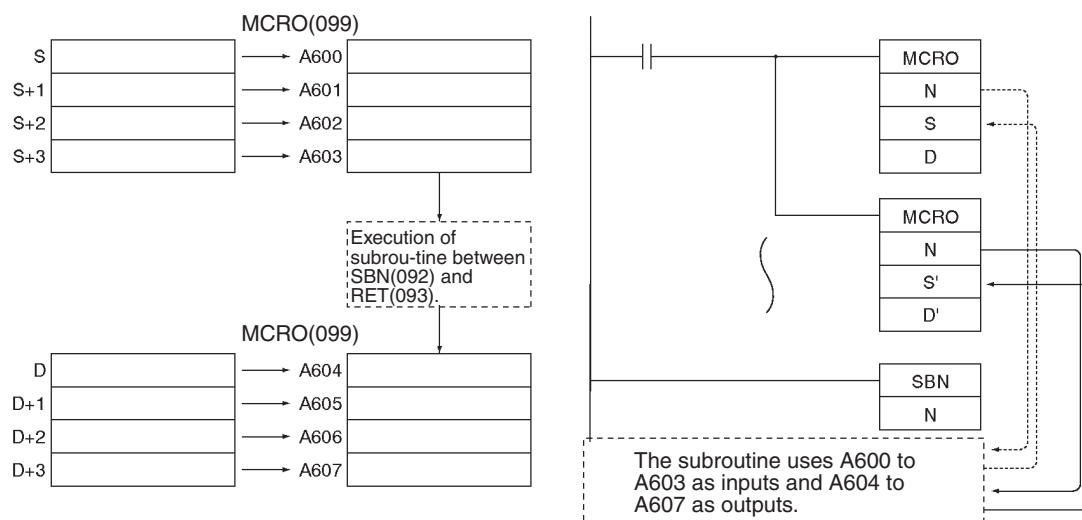 MCRO(099)
S
A600
S+1
A601
S+2
A602
S+3
A603
Execution of
subrou-tine between
SBN(092) and
RET(093).
MCRO(099)
D
A604
D+1
A605
D+2
A606
D+3
A607
MCRO
N
S
D
MCRO
N
S'
D'
SBN
N
The subroutine uses A600 to
A603 as inputs and A604 to
A607 as outputs.